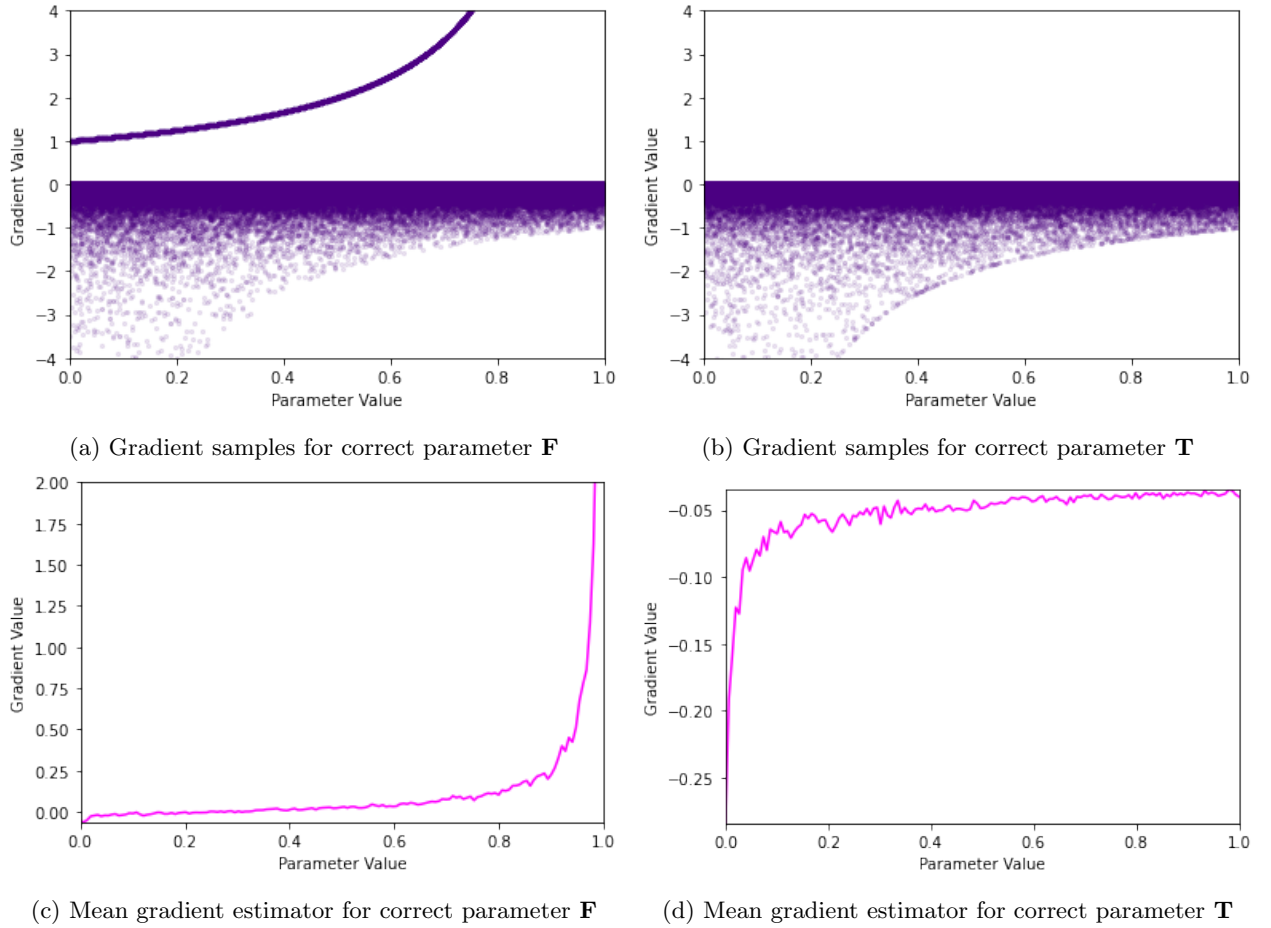 4
3
2
1
0
−1
−2
−3
−4
Gradient Value
0.0 0.2 0.4 0.6 0.8 1.0
Parameter Value
(a) Gradient samples for correct parameter F
4
3
2
1
0
−1
−2
−3
−4
Gradient Value
0.0 0.2 0.4 0.6 0.8 1.0
Parameter Value
(b) Gradient samples for correct parameter T
2.00
1.75
1.50
1.25
1.00
0.75
0.50
0.25
0.00
Gradient Value
0.0 0.2 0.4 0.6 0.8 1.0
Parameter Value
(c) Mean gradient estimator for correct parameter F
−0.05
−0.10
−0.15
−0.20
−0.25
Gradient Value
0.0 0.2 0.4 0.6 0.8 1.0
Parameter Value
(d) Mean gradient estimator for correct parameter T